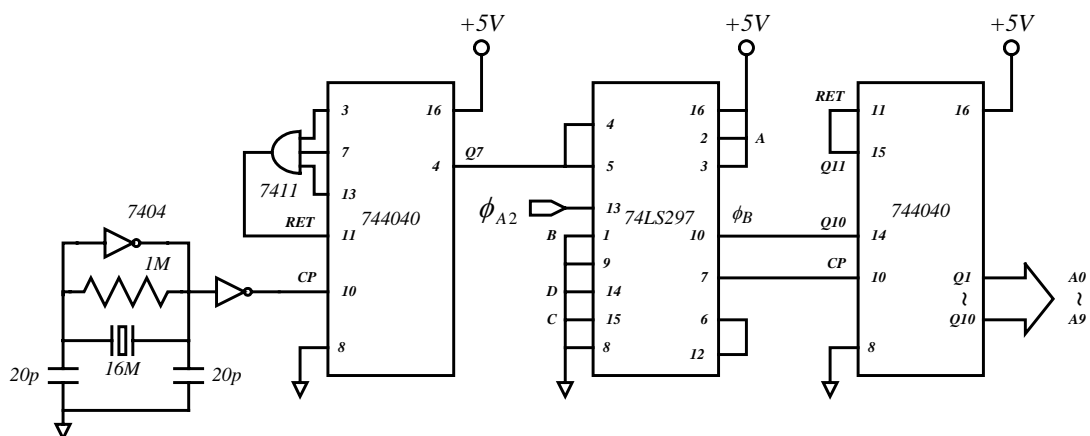 +5V
+5V
+5V
3
16
7
4
Q7
13
7411
744040
RET
11
CP
10
8
7404
1M
16M
20p
20p
4
16
2
A
5
3
ϕA2
13
74LS297
ϕB
B
1
10
9
7
D
14
C
15
6
8
12
RET
11
16
15
Q11
744040
Q10
14
CP
10
Q1
~
Q10
8
A0
~
A9